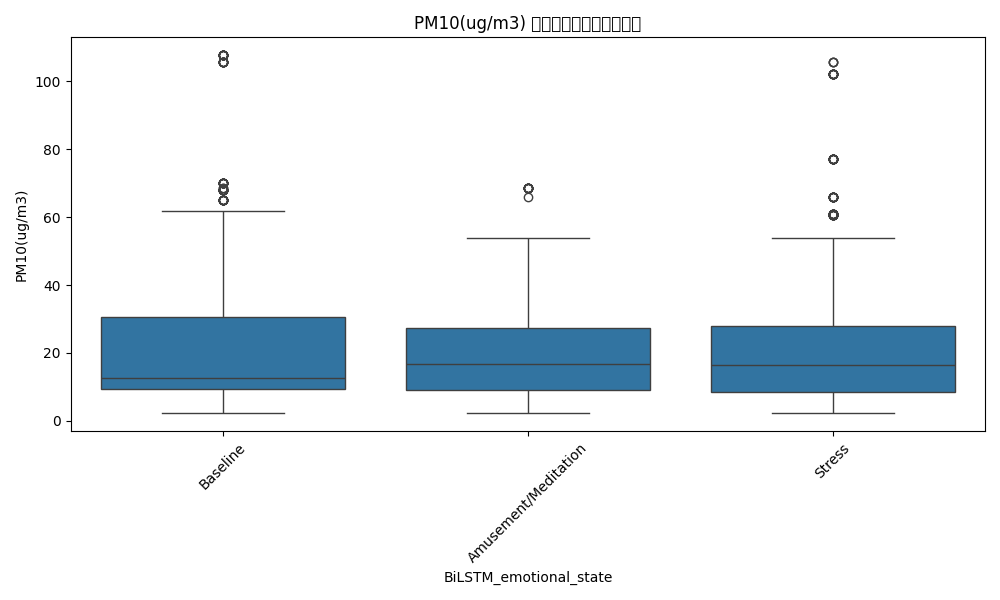 PM10(ug/m3)
100
80
60
40
20
0
PM10(ug/m3)
Baseline
Amusement/Meditation
Stress
BiLSTM_emotional_state